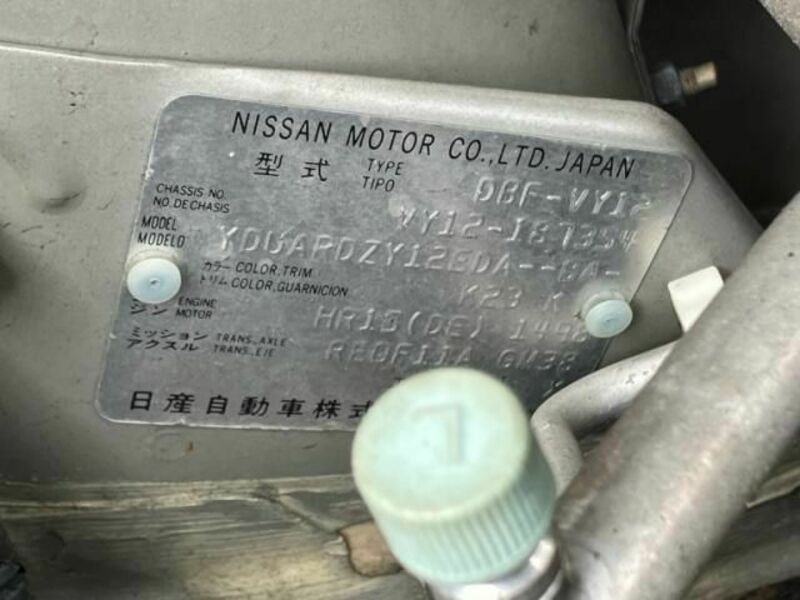 NISSAN MOTOR CO.,LTD. JAPAN
型式 TYPE TIPO DBF-VY12
CHASSIS NO. NO. DE CHASIS VY12-187354
MODEL MODELO
カラー COLOR, TRIM
トリム COLOR, GUARNICION K23 K
ジン ENGINE MOTOR HR15(DE) 1498
ミッション TRANS., AXLE
アクスル TRANS., EJE RE0F11A GM38
日産自動車株式
L